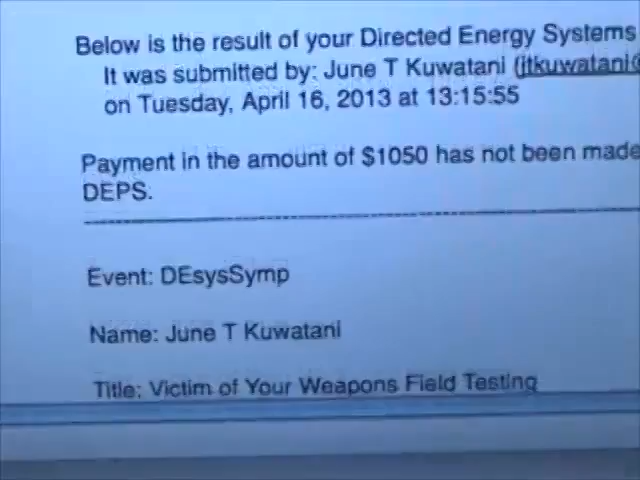 Below is the result of your Directed Energy Systems
It was submitted by: June T Kuwatani (jtkuwatani@
on Tuesday, April 16, 2013 at 13:15:55
Payment in the amount of $1050 has not been made
DEPS.
Event: DEsysSymp
Name: June T Kuwatani
Title: Victim of Your Weapons Field Testing